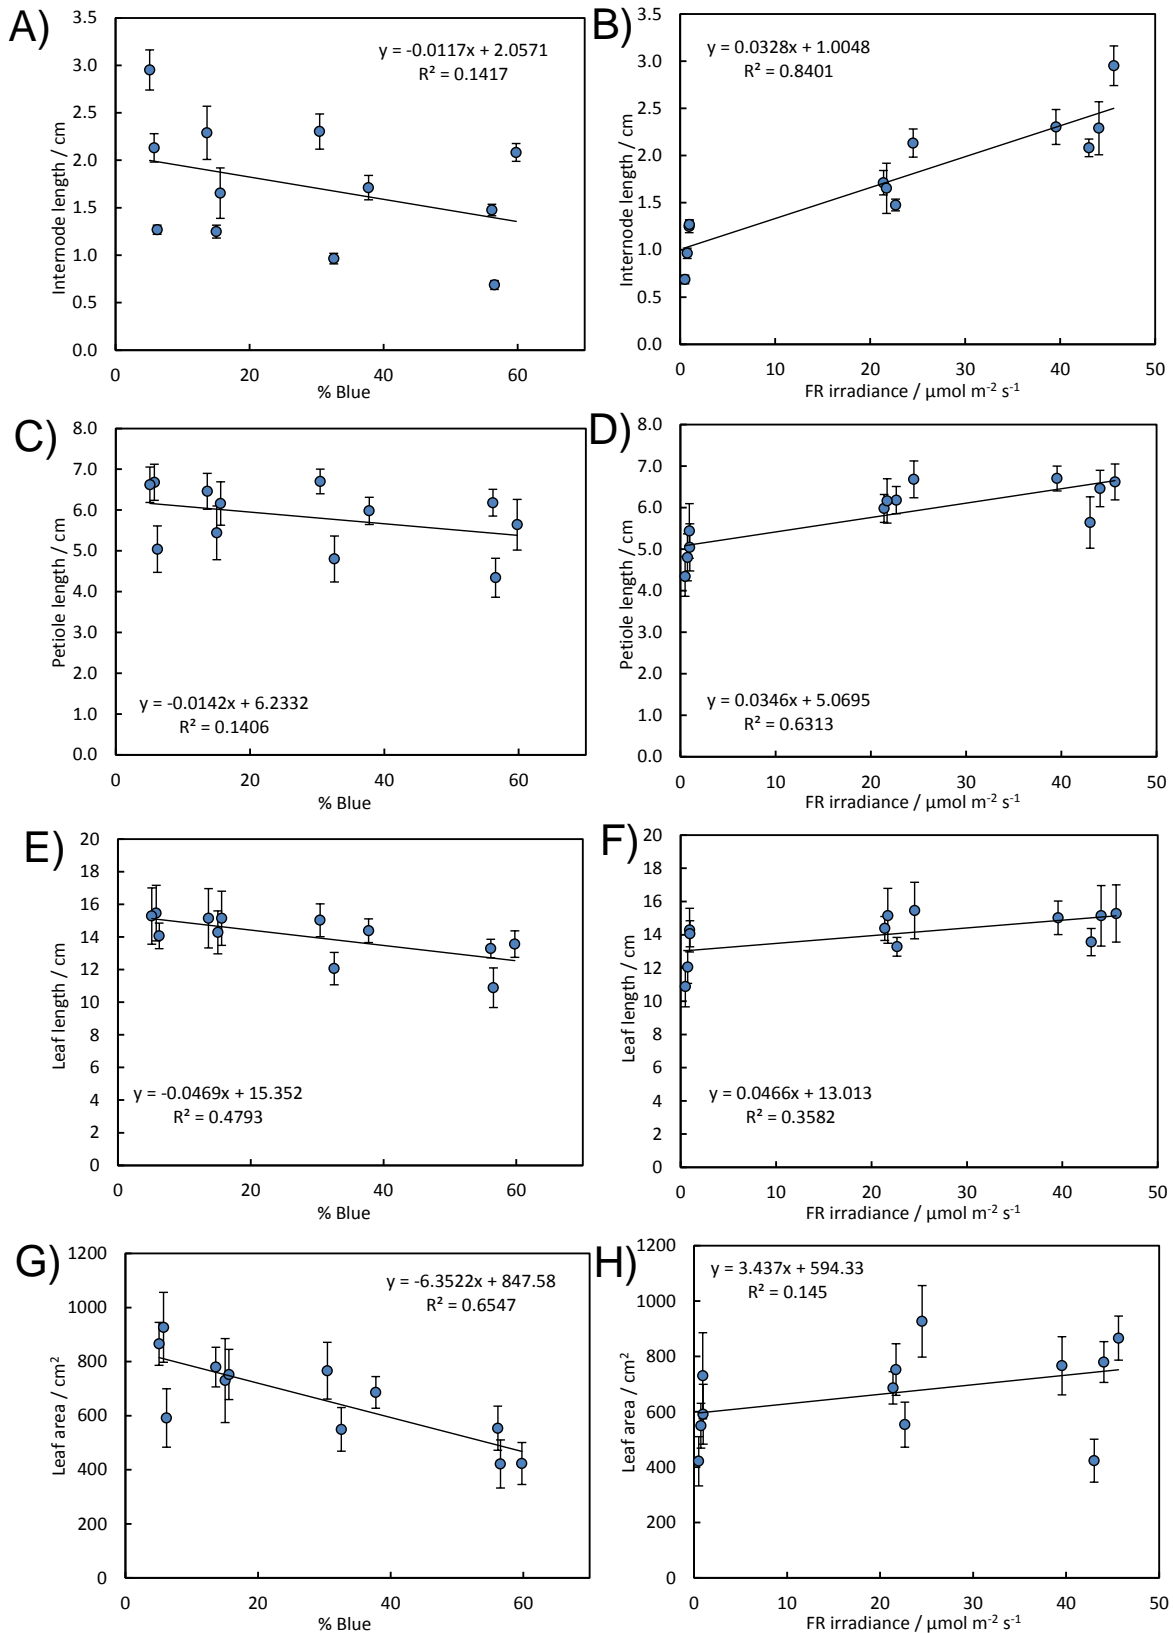 A)
y = -0.0117x + 2.0571
R² = 0.1417
Internode length / cm
3.5
3.0
2.5
2.0
1.5
1.0
0.5
0.0
0 20 40 60
% Blue
B)
y = 0.0328x + 1.0048
R² = 0.8401
Internode length / cm
3.5
3.0
2.5
2.0
1.5
1.0
0.5
0.0
0 10 20 30 40 50
FR irradiance / µmol m⁻² s⁻¹
C)
Petiole length / cm
8.0
7.0
6.0
5.0
4.0
3.0
2.0
1.0
0.0
y = -0.0142x + 6.2332
R² = 0.1406
0 20 40 60
% Blue
D)
Petiole length / cm
8.0
7.0
6.0
5.0
4.0
3.0
2.0
1.0
0.0
y = 0.0346x + 5.0695
R² = 0.6313
0 10 20 30 40 50
FR irradiance / µmol m⁻² s⁻¹
E)
Leaf length / cm
20
18
16
14
12
10
8
6
4
2
0
y = -0.0469x + 15.352
R² = 0.4793
0 20 40 60
% Blue
F)
Leaf length / cm
20
18
16
14
12
10
8
6
4
2
0
y = 0.0466x + 13.013
R² = 0.3582
0 10 20 30 40 50
FR irradiance / µmol m⁻² s⁻¹
G)
y = -6.3522x + 847.58
R² = 0.6547
Leaf area / cm²
1200
1000
800
600
400
200
0
0 20 40 60
% Blue
H)
y = 3.437x + 594.33
R² = 0.145
Leaf area / cm²
1200
1000
800
600
400
200
0
0 10 20 30 40 50
FR irradiance / µmol m⁻² s⁻¹